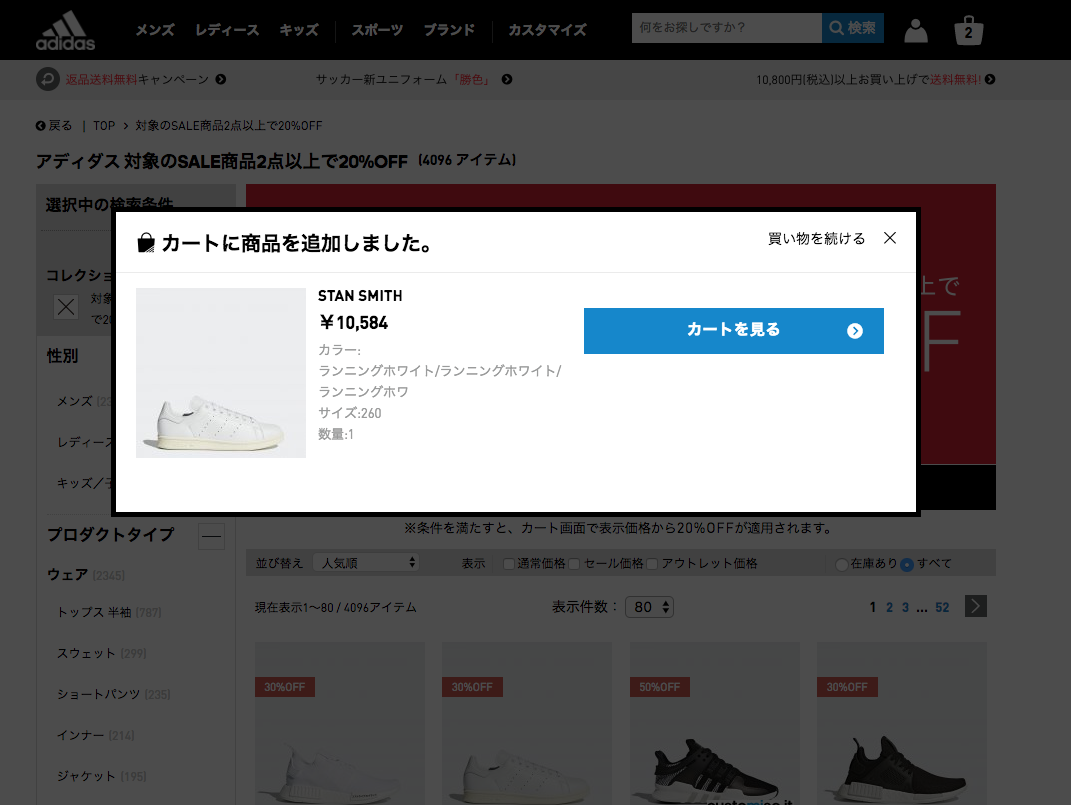 adidas
メンズ レディース キッズ スポーツ ブランド カスタマイズ
何をお探しですか？
検索
2
返品送料無料キャンペーン
サッカー新ユニフォーム「勝色」
10,800円(税込)以上お買い上げで送料無料!
戻る | TOP > 対象のSALE商品2点以上で20%OFF
アディダス 対象のSALE商品2点以上で20%OFF (4096 アイテム)
選択中の検索条件
カートに商品を追加しました。
買い物を続ける
STAN SMITH
￥10,584
カラー:
ランニングホワイト/ランニングホワイト/
ランニングホワ
サイズ:260
数量:1
カートを見る
コレクショ
対象
で20
上で
F
性別
メンズ
レディース
キッズ／子
プロダクトタイプ
ウェア (2345)
トップス 半袖 (787)
スウェット (299)
ショートパンツ (235)
インナー (214)
ジャケット (195)
※条件を満たすと、カート画面で表示価格から20%OFFが適用されます。
並び替え 人気順 表示 通常価格 セール価格 アウトレット価格 在庫あり すべて
現在表示1〜80 / 4096アイテム
表示件数： 80
1 2 3 ... 52
30%OFF
30%OFF
50%OFF
30%OFF